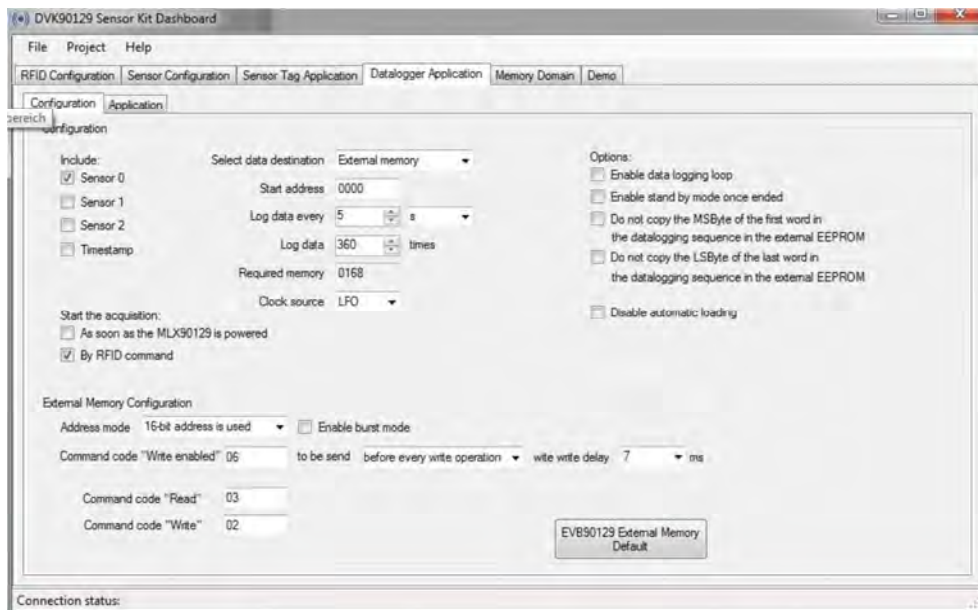 DVK90129 Sensor Kit Dashboard
File Project Help
RFID Configuration Sensor Configuration Sensor Tag Application Datalogger Application Memory Domain Demo
Configuration Application
bereich
Configuration
Include:
Sensor 0
Sensor 1
Sensor 2
Timestamp
Select data destination External memory
Start address 0000
Log data every 5 s
Log data 360 times
Required memory 0168
Clock source LFO
Options:
Enable data logging loop
Enable stand by mode once ended
Do not copy the MSByte of the first word in
the datalogging sequence in the external EEPROM
Do not copy the LSByte of the last word in
the datalogging sequence in the external EEPROM
Disable automatic loading
Start the acquisition:
As soon as the MLX90129 is powered
By RFID command
External Memory Configuration
Address mode 16-bit address is used Enable burst mode
Command code "Write enabled" 06 to be send before every write operation wite write delay 7 ms
Command code "Read" 03
Command code "Write" 02
EVB90129 External Memory
Default
Connection status: